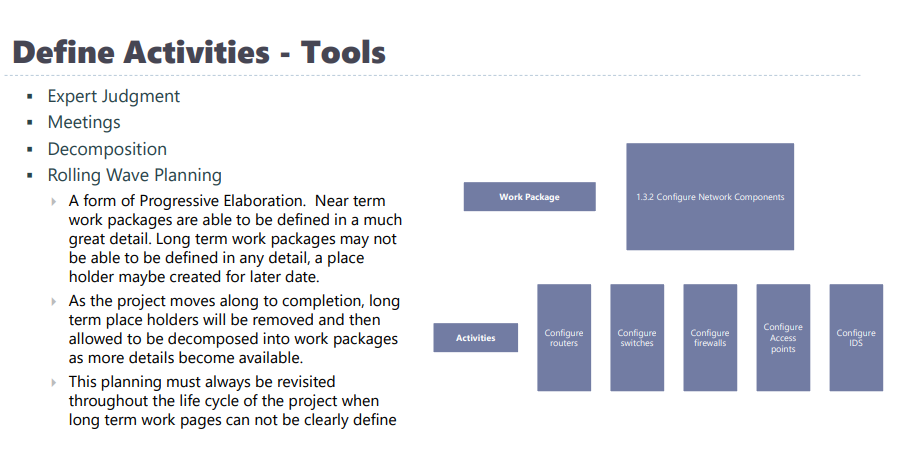 Define Activities - Tools
▪ Expert Judgment
▪ Meetings
▪ Decomposition
▪ Rolling Wave Planning
A form of Progressive Elaboration. Near term
work packages are able to be defined in a much
great detail. Long term work packages may not
be able to be defined in any detail, a place
holder maybe created for later date.
As the project moves along to completion, long
term place holders will be removed and then
allowed to be decomposed into work packages
as more details become available.
This planning must always be revisited
throughout the life cycle of the project when
long term work pages can not be clearly define
Work Package
1.3.2 Configure Network Components
Activities
Configure
routers
Configure
switches
Configure
firewalls
Configure
Access
points
Configure
IDS